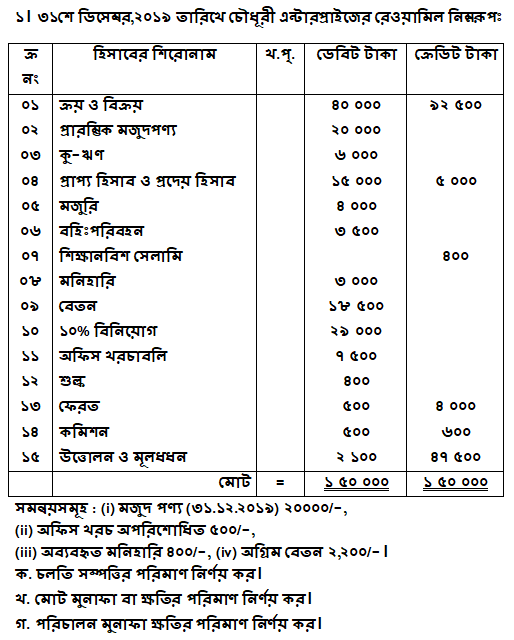 ১। ৩১শে ডিসেম্বর,২০১৯ তারিখে চৌধূরী এন্টারপ্রাইজের রেওয়ামিল নিম্নরূপঃ
ক্র নং হিসাবের শিরোনাম খ.পৃ. ডেবিট টাকা ক্রেডিট টাকা
০১ ক্রয় ও বিক্রয় ৪০ ০০০ ৯২ ৫০০
০২ প্রারম্ভিক মজুদপণ্য ২০ ০০০
০৩ কু-ঋণ ৬ ০০০
০৪ প্রাপ্য হিসাব ও প্রদেয় হিসাব ১৫ ০০০ ৫ ০০০
০৫ মজুরি ৪ ০০০
০৬ বহিঃপরিবহন ৩ ৫০০
০৭ শিক্ষানবিশ সেলামি ৪০০
০৮ মনিহারি ৩ ০০০
০৯ বেতন ১৮ ৫০০
১০ ১০% বিনিয়োগ ২৯ ০০০
১১ অফিস খরচাবলি ৭ ৫০০
১২ শুল্ক ৪০০
১৩ ফেরত ৫০০ ৪ ০০০
১৪ কমিশন ৫০০ ৬০০
১৫ উত্তোলন ও মূলধধন ২ ১০০ ৪৭ ৫০০
মোট = ১ ৫০ ০০০ ১ ৫০ ০০০
সমন্বয়সমূহ : (i) মজুদ পণ্য (৩১.১২.২০১৯) ২০০০০/-,
(ii) অফিস খরচ অপরিশোধিত ৫০০/-,
(iii) অব্যবহৃত মনিহারি ৪০০/-, (iv) অগ্রিম বেতন ২,২০০/-।
ক. চলতি সম্পত্তির পরিমাণ নির্ণয় কর।
খ. মোট মুনাফা বা ক্ষতির পরিমাণ নির্ণয় কর।
গ. পরিচালন মুনাফা ক্ষতির পরিমাণ নির্ণয় কর।